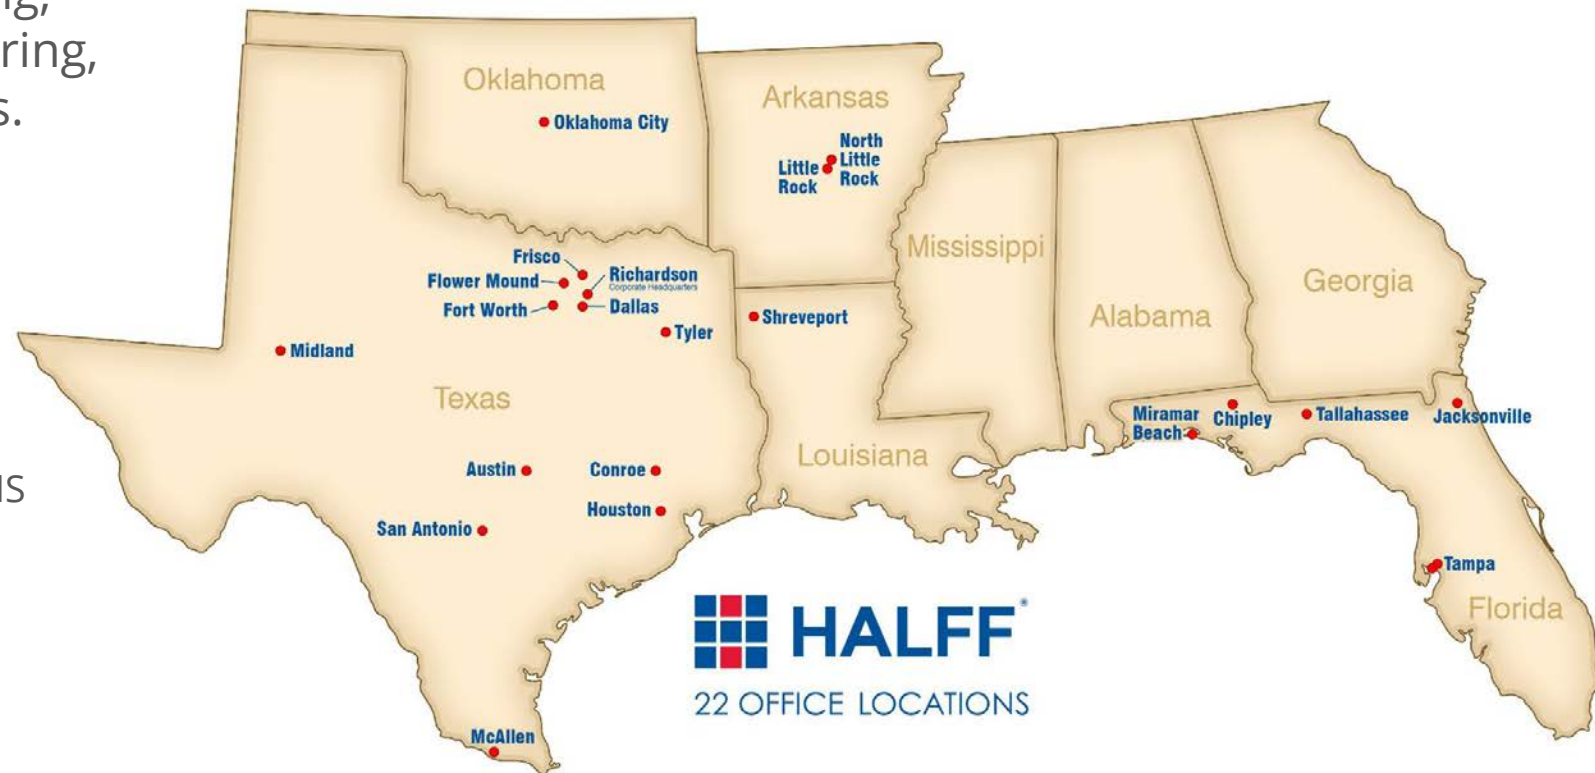 ring,
s.
Oklahoma
Oklahoma City
Arkansas
North
Little
Rock
Little
Rock
Mississippi
Alabama
Georgia
Frisco
Flower Mound
Fort Worth
Richardson
Corporate Headquarters
Dallas
Tyler
Shreveport
Midland
Texas
Louisiana
Miramar
Beach
Chipley
Tallahassee
Jacksonville
Austin
Conroe
Houston
San Antonio
Tampa
Florida
McAllen
HALFF®
22 OFFICE LOCATIONS